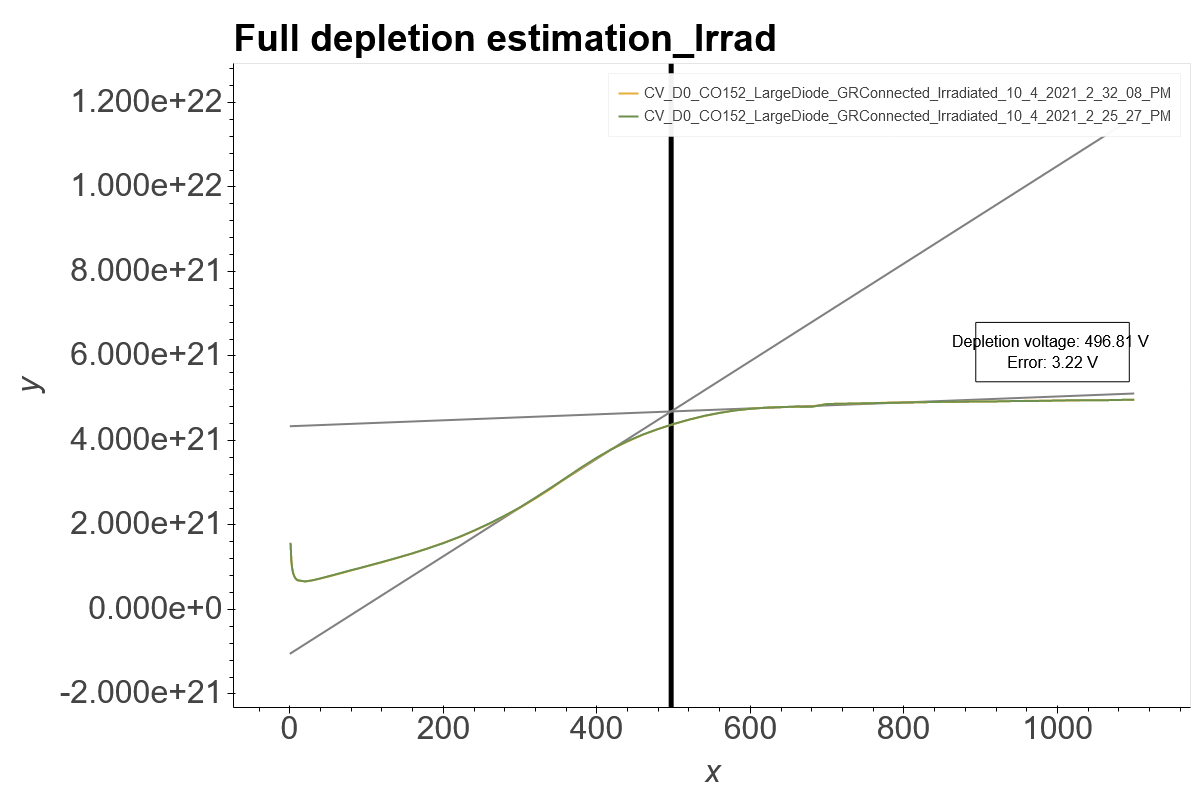 Full depletion estimation_Irrad
CV_D0_CO152_LargeDiode_GRConnected_Irradiated_10_4_2021_2_32_08_PM
CV_D0_CO152_LargeDiode_GRConnected_Irradiated_10_4_2021_2_25_27_PM
1.200e+22
1.000e+22
8.000e+21
6.000e+21
4.000e+21
2.000e+21
0.000e+0
-2.000e+21
y
Depletion voltage: 496.81 V
Error: 3.22 V
0 200 400 600 800 1000
x